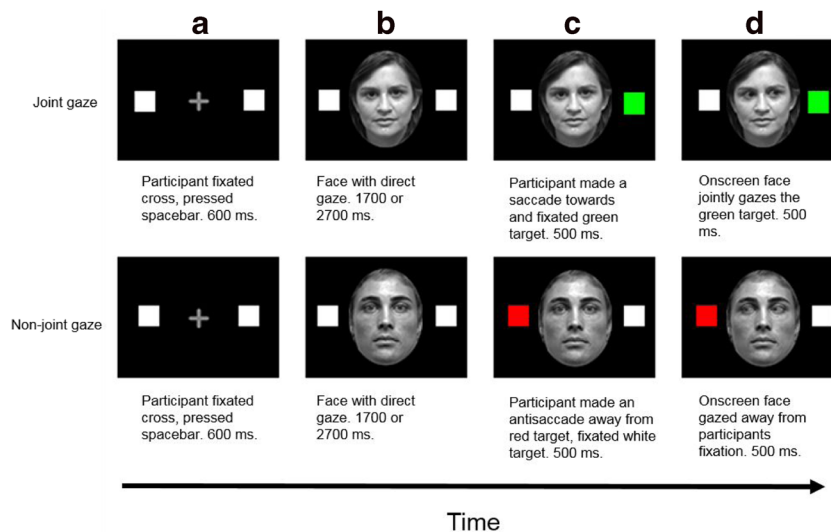 a b c d
Joint gaze
Participant fixated
cross, pressed
spacebar. 600 ms.
Face with direct
gaze. 1700 or
2700 ms.
Participant made a
saccade towards
and fixated green
target. 500 ms.
Onscreen face
jointly gazes the
green target. 500
ms.
Non-joint gaze
Participant fixated
cross, pressed
spacebar. 600 ms.
Face with direct
gaze. 1700 or
2700 ms.
Participant made an
antisaccade away from
red target, fixated white
target. 500 ms.
Onscreen face
gazed away from
participants
fixation. 500 ms.
Time